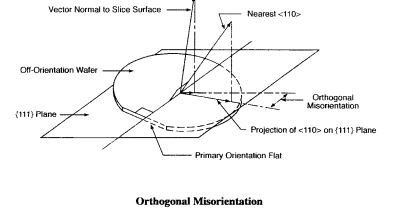 Vector Normal to Slice Surface
Nearest <110>
Off-Orientation Wafer
Orthogonal
Misorientation
{111} Plane
Projection of <110> on {111} Plane
Primary Orientation Flat
Orthogonal Misorientation